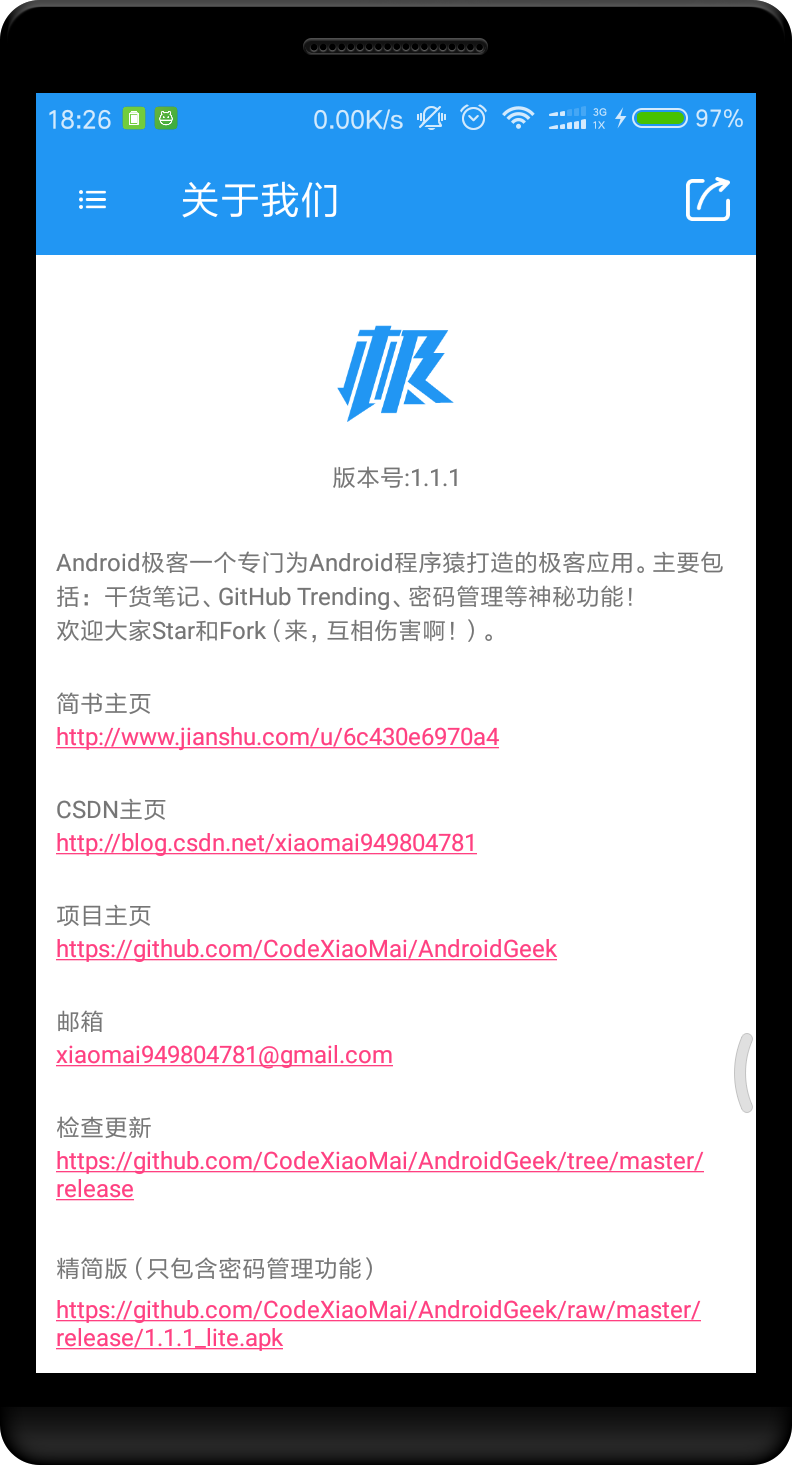 18:26 0.00K/s 3G 1X 97%
关于我们
极
版本号:1.1.1
Android极客一个专门为Android程序猿打造的极客应用。主要包
括：干货笔记、GitHub Trending、密码管理等神秘功能！
欢迎大家Star和Fork（来，互相伤害啊！）。
简书主页
http://www.jianshu.com/u/6c430e6970a4
CSDN主页
http://blog.csdn.net/xiaomai949804781
项目主页
https://github.com/CodeXiaoMai/AndroidGeek
邮箱
xiaomai949804781@gmail.com
检查更新
https://github.com/CodeXiaoMai/AndroidGeek/tree/master/
release
精简版（只包含密码管理功能）
https://github.com/CodeXiaoMai/AndroidGeek/raw/master/
release/1.1.1_lite.apk